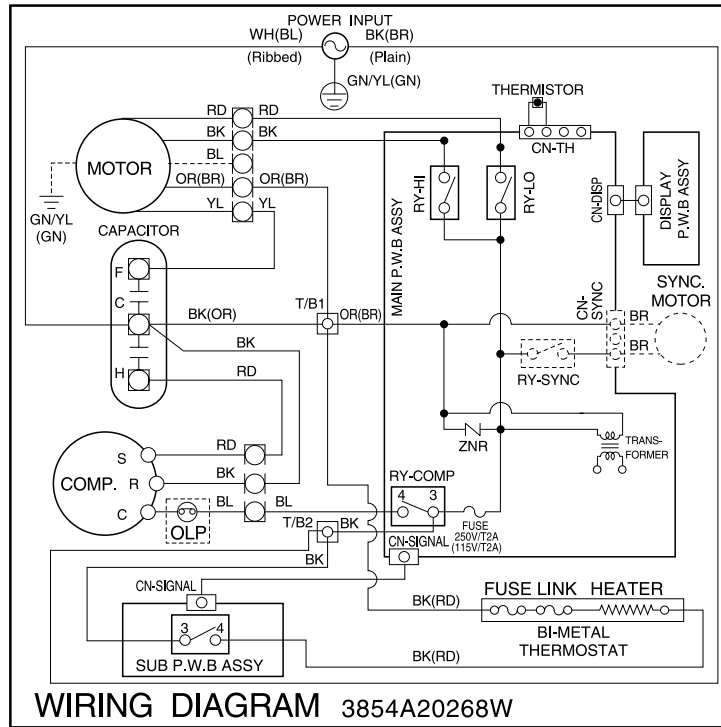 POWER INPUT
WH(BL) BK(BR)
(Ribbed) (Plain)
GN/YL(GN)
RD RD
BK BK
BL
OR(BR) OR(BR)
YL YL
MOTOR
GN/YL
(GN)
THERMISTOR
CN-TH
RY-HI
RY-LO
MAIN P.W.B ASSY
CN-DISP
DISPLAY
P.W.B ASSY
CAPACITOR
F
C
H
BK(OR)
T/B1
OR(BR)
CN-
SYNC
SYNC.
MOTOR
BR
BR
BK
RD
RY-SYNC
ZNR
TRANS-
FORMER
COMP.
S
R
C
RD
BK
BL BL
OLP
RY-COMP
4 3
FUSE
250V/T2A
(115V/T2A)
T/B2
BK
BK
CN-SIGNAL
CN-SIGNAL
3 4
SUB P.W.B ASSY
BK(RD)
BK(RD)
FUSE LINK HEATER
BI-METAL
THERMOSTAT
WIRING DIAGRAM 3854A20268W